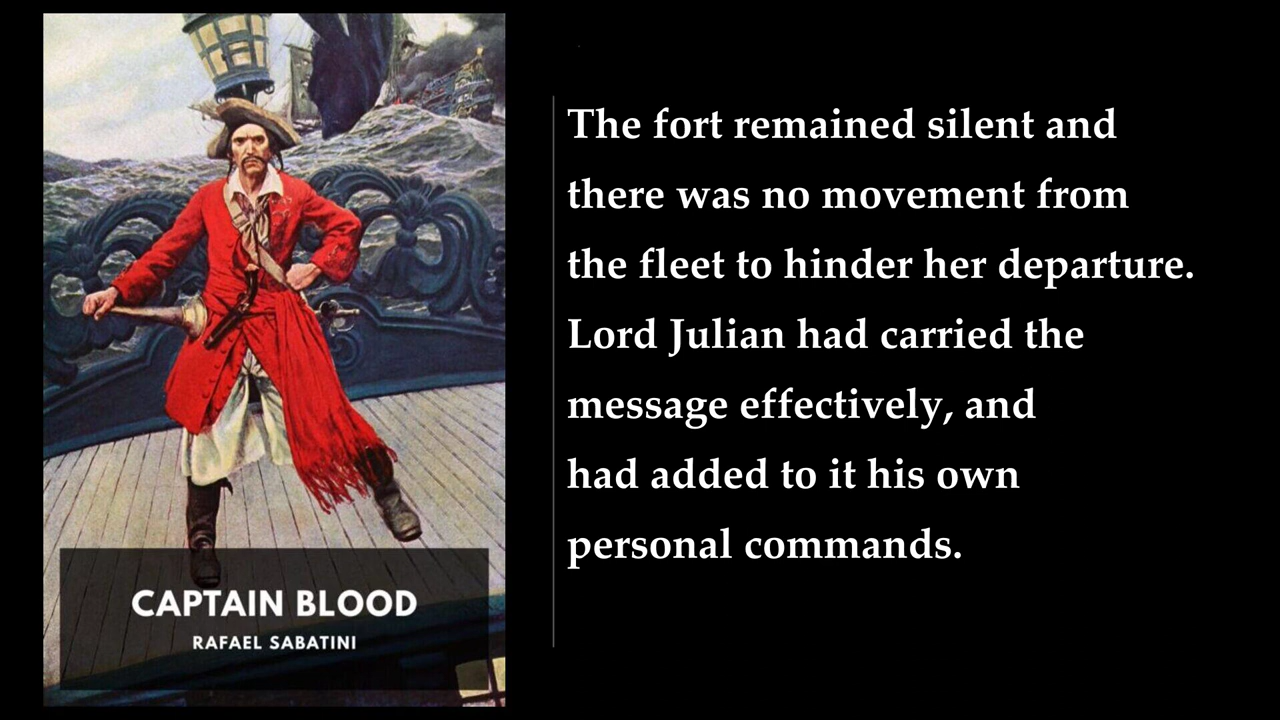 CAPTAIN BLOOD
RAFAEL SABATINI
The fort remained silent and
there was no movement from
the fleet to hinder her departure.
Lord Julian had carried the
message effectively, and
had added to it his own
personal commands.